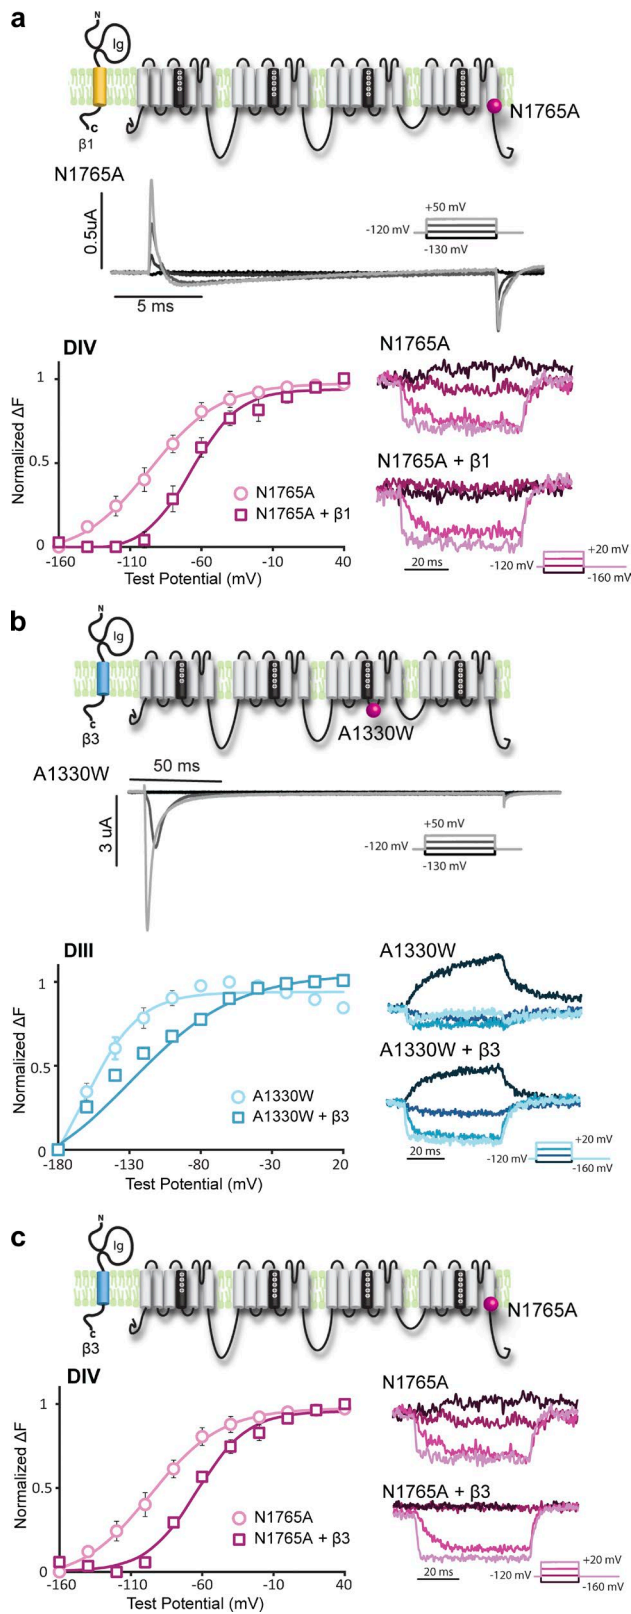 a
N
Ig
C
β1
N1765A
N1765A
0.5uA
+50 mV
-120 mV
-130 mV
5 ms
DIV
N1765A
Normalized ΔF
1
0.5
0
N1765A
N1765A + β1
-160
-110
-60
-10
40
Test Potential (mV)
N1765A + β1
20 ms
+20 mV
-120 mV
-160 mV
b
N
Ig
C
β3
A1330W
A1330W
50 ms
3 uA
+50 mV
-120 mV
-130 mV
DIII
A1330W
Normalized ΔF
1
0.5
0
A1330W
A1330W + β3
-180
-130
-80
-30
20
Test Potential (mV)
A1330W + β3
20 ms
+20 mV
-120 mV
-160 mV
c
N
Ig
C
β3
N1765A
DIV
N1765A
Normalized ΔF
1
0.5
0
N1765A
N1765A + β3
-160
-110
-60
-10
40
Test Potential (mV)
N1765A + β3
20 ms
+20 mV
-120 mV
-160 mV